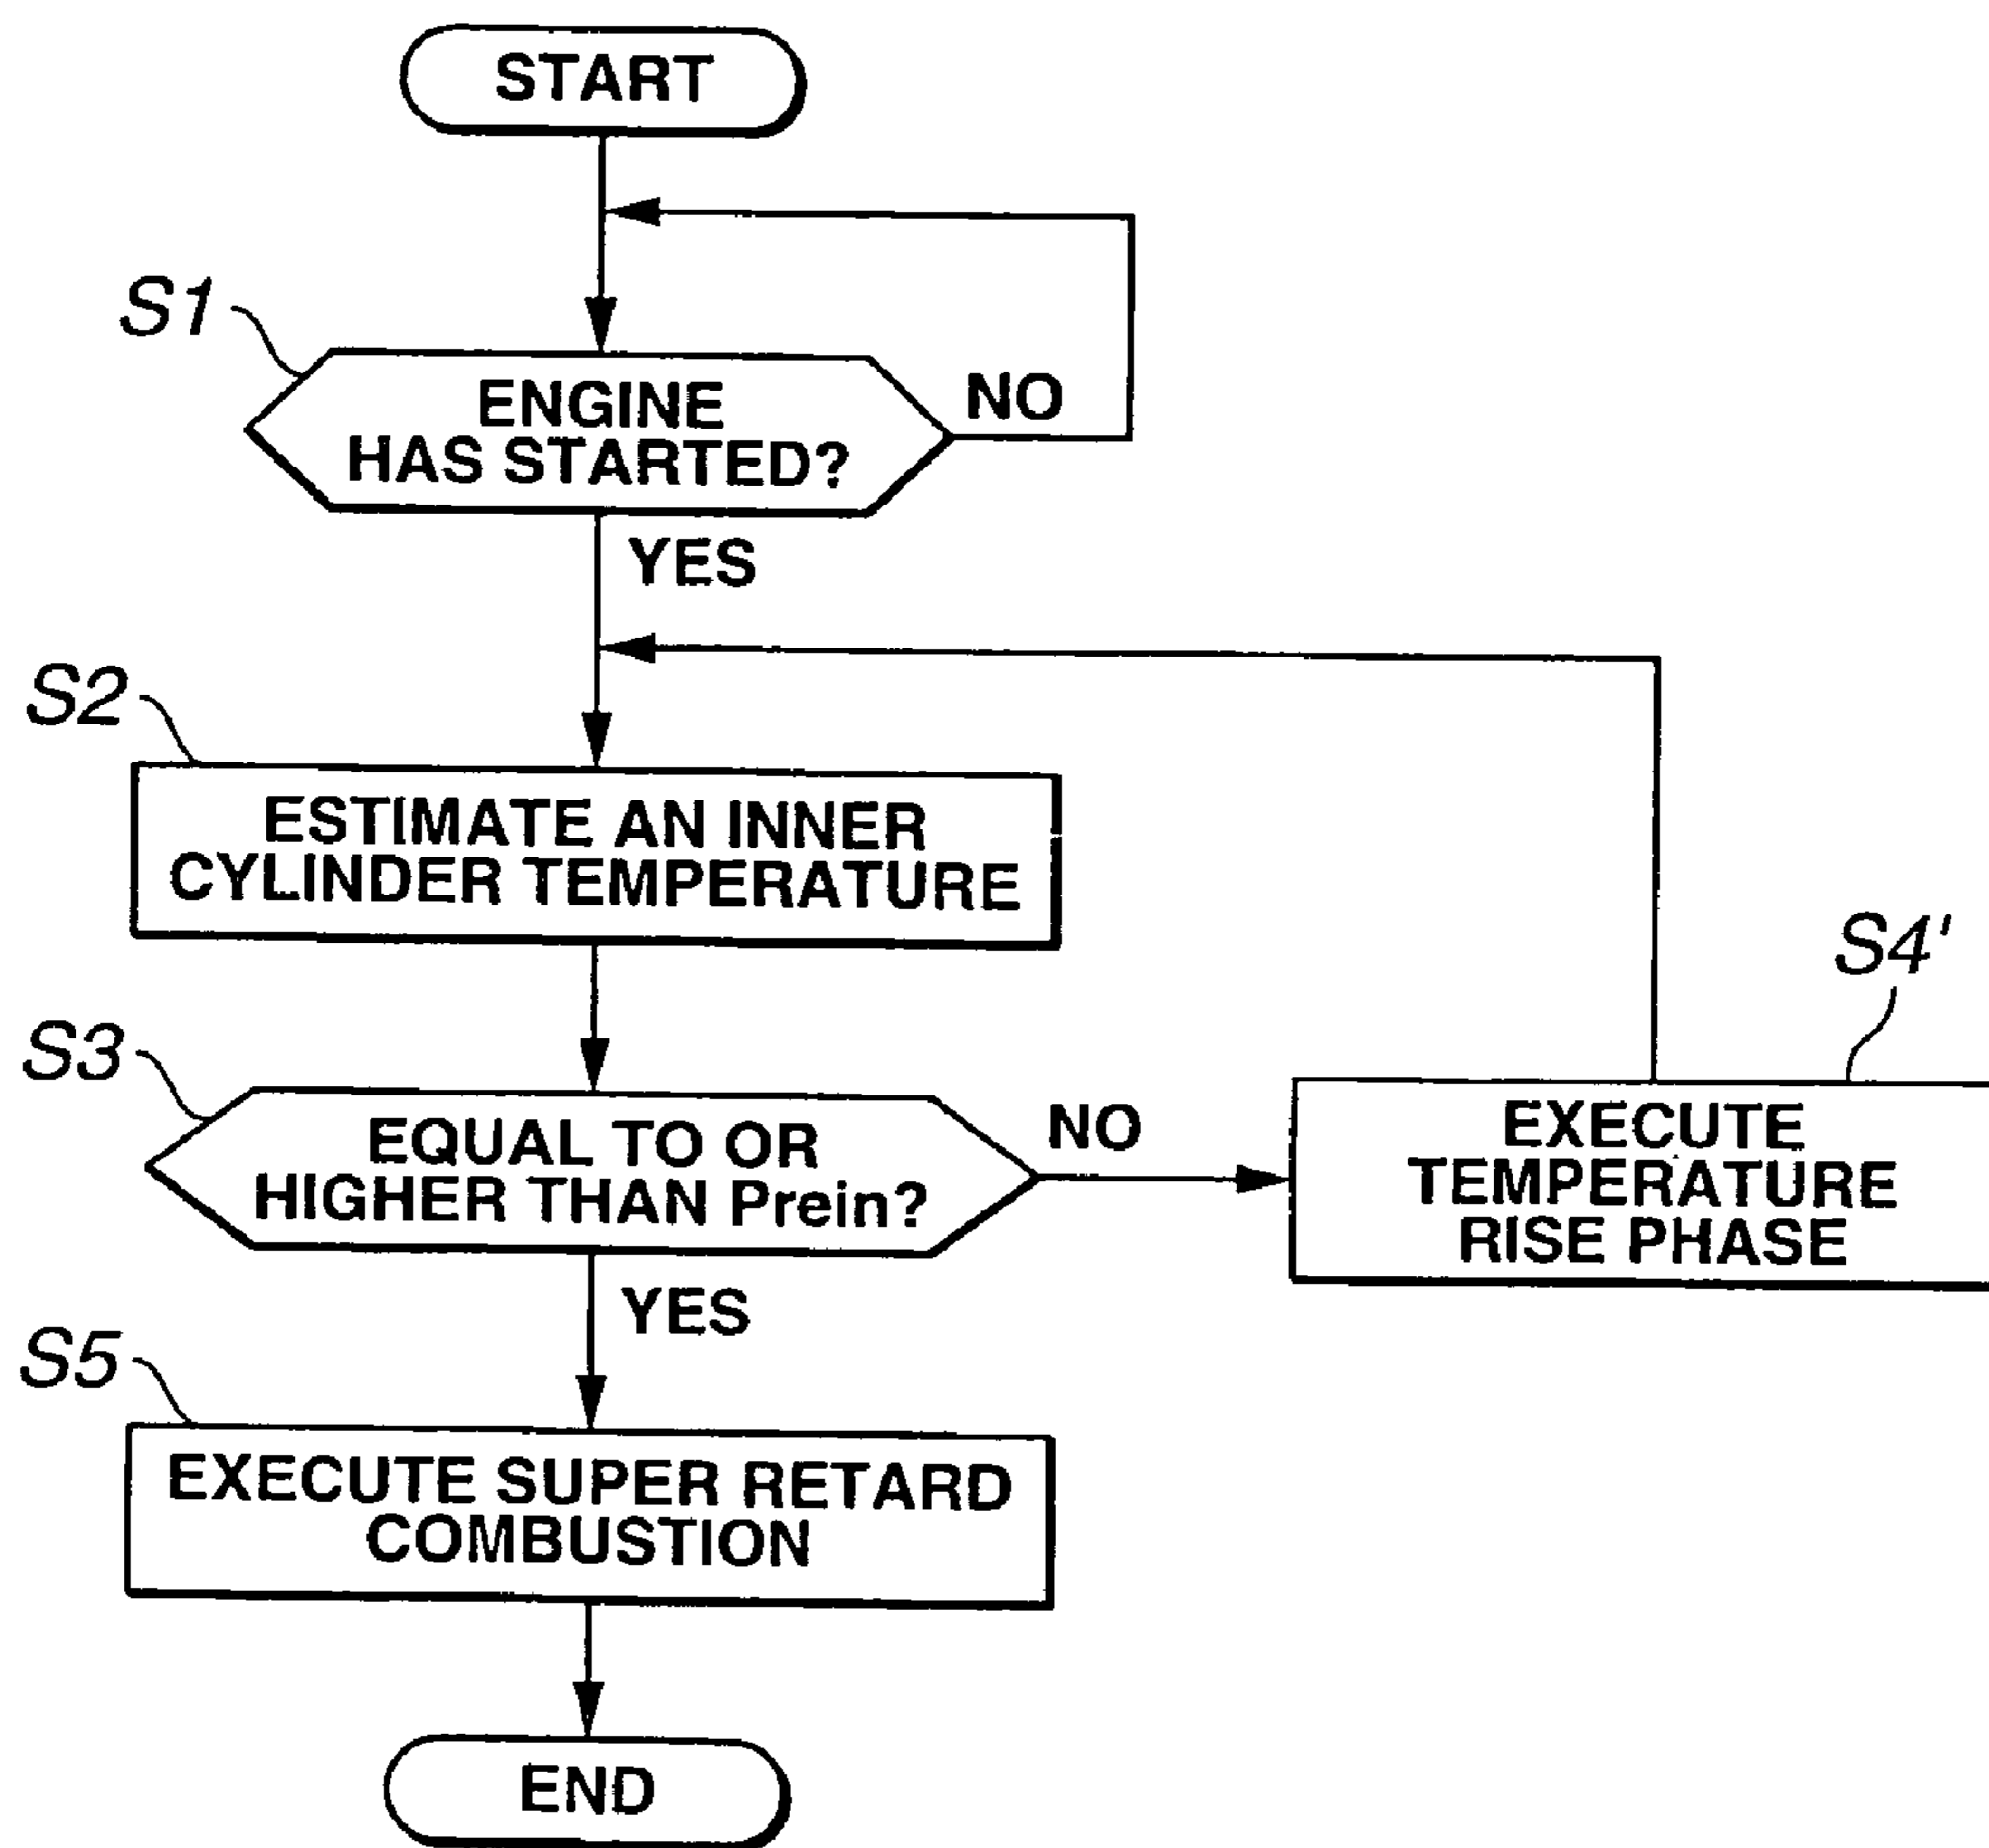 START
S1
ENGINE
HAS STARTED?
NO
YES
S2
ESTIMATE AN INNER
CYLINDER TEMPERATURE
S4'
S3
EQUAL TO OR
HIGHER THAN Prein?
NO
EXECUTE
TEMPERATURE
RISE PHASE
YES
S5
EXECUTE SUPER RETARD
COMBUSTION
END